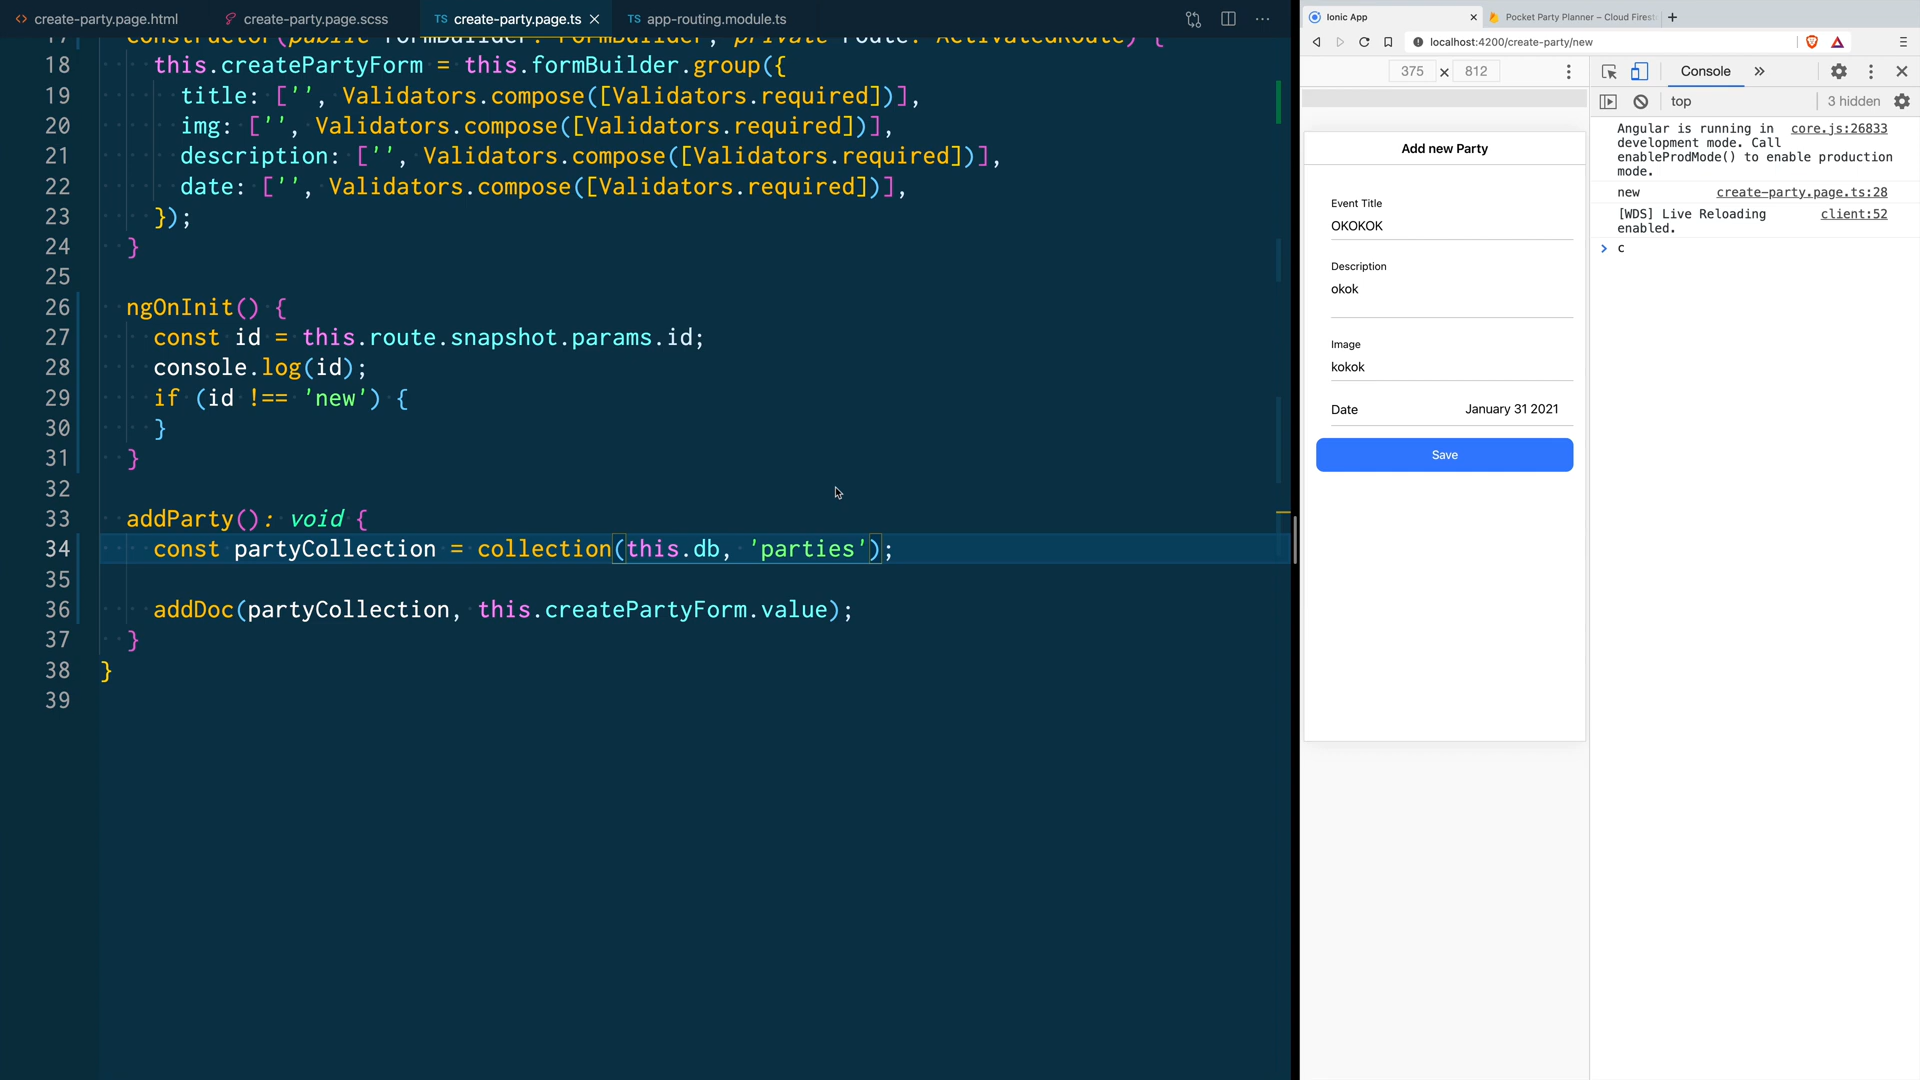 create-party.page.html
create-party.page.scss
TS create-party.page.ts
TS app-routing.module.ts
17 constructor(public formBuilder: FormBuilder, private route: ActivatedRoute) {
18 this.createPartyForm = this.formBuilder.group({
19 title: ['', Validators.compose([Validators.required])],
20 img: ['', Validators.compose([Validators.required])],
21 description: ['', Validators.compose([Validators.required])],
22 date: ['', Validators.compose([Validators.required])],
23 });
24 }
25
26 ngOnInit() {
27 const id = this.route.snapshot.params.id;
28 console.log(id);
29 if (id !== 'new') {
30 }
31 }
32
33 addParty(): void {
34 const partyCollection = collection(this.db, 'parties');
35
36 addDoc(partyCollection, this.createPartyForm.value);
37 }
38 }
39
Ionic App
Pocket Party Planner – Cloud Fires
localhost:4200/create-party/new
375 × 812
Add new Party
Event Title
OKOKOK
Description
okok
Image
kokok
Date January 31 2021
Save
Console
top
3 hidden
Angular is running in core.js:26833
development mode. Call
enableProdMode() to enable production
mode.
new create-party.page.ts:28
[WDS] Live Reloading client:52
enabled.
c